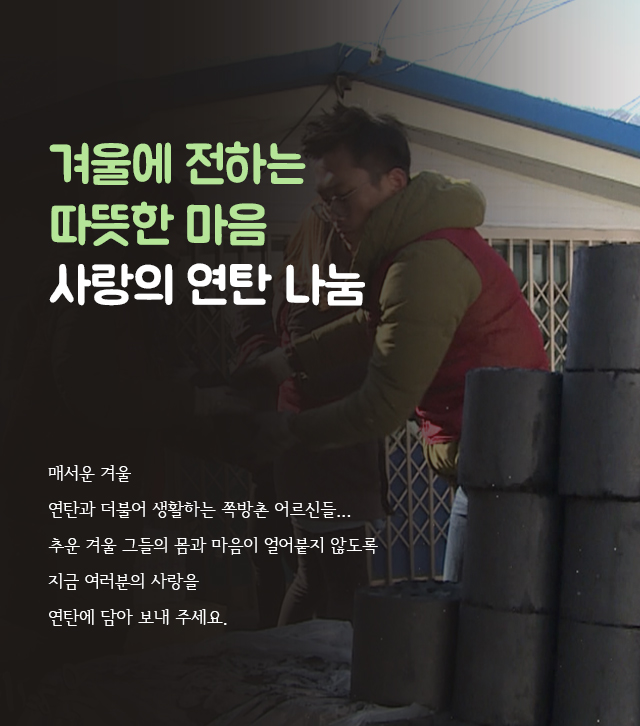 겨울에 전하는
따뜻한 마음
사랑의 연탄 나눔
매서운 겨울
연탄과 더불어 생활하는 쪽방촌 어르신들...
추운 겨울 그들의 몸과 마음이 얼어붙지 않도록
지금 여러분의 사랑을
연탄에 담아 보내 주세요.